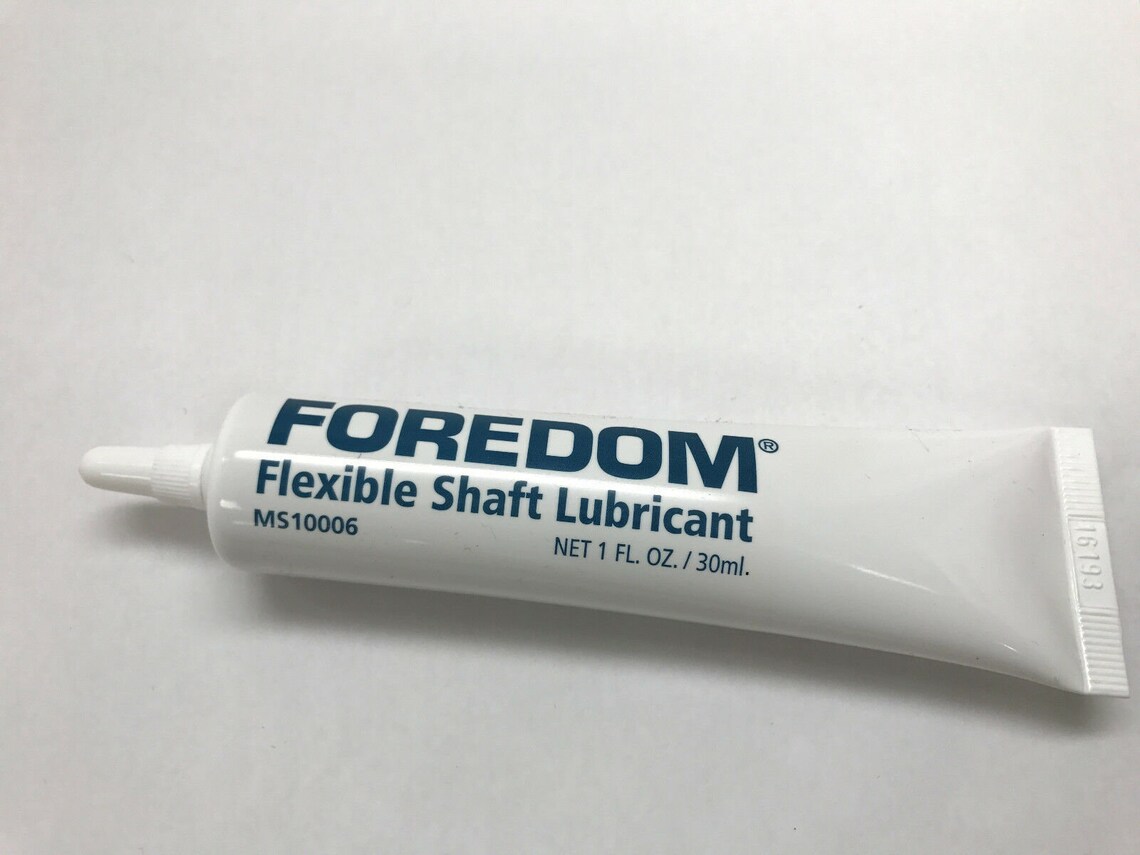 FOREDOM®
Flexible Shaft Lubricant
MS10006
NET 1 FL. OZ. / 30ml.
16193